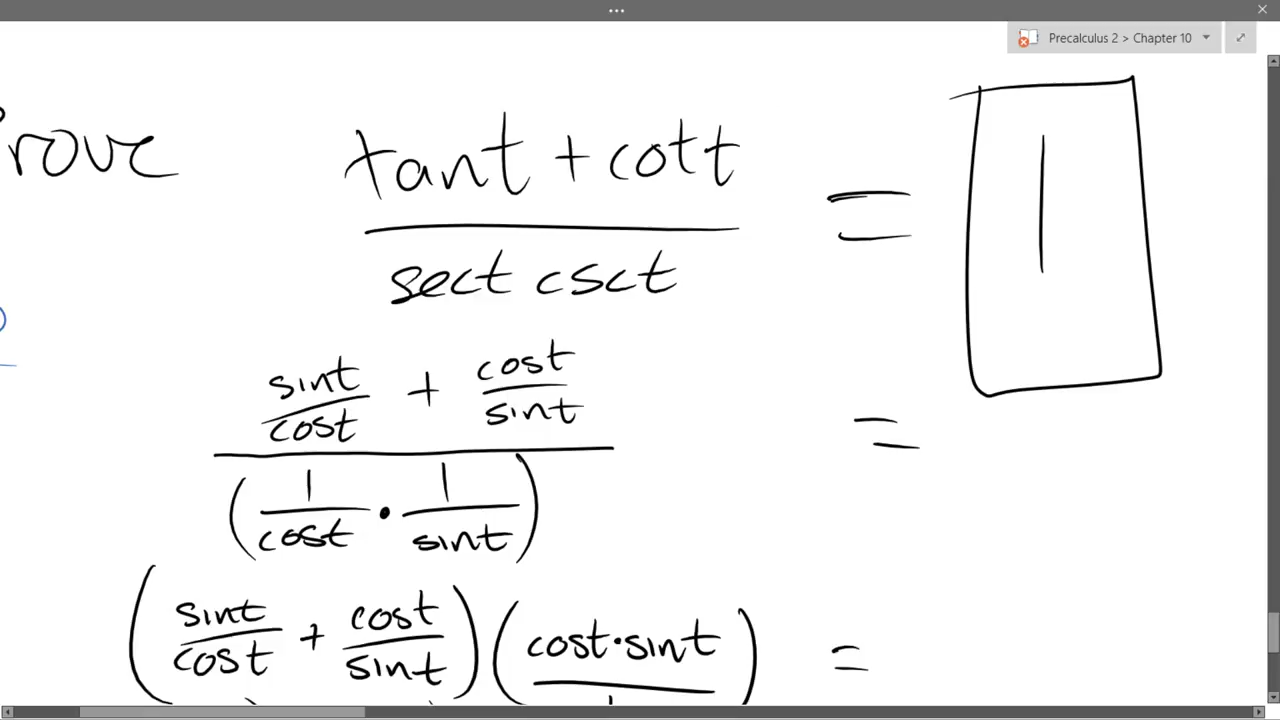 Precalculus 2 > Chapter 10
rove tant + cott = 1
sect csct
sint + cost =
cost sint
( 1 · 1 )
cost sint
( sint + cost ) ( cost·sint ) =
cost sint 1